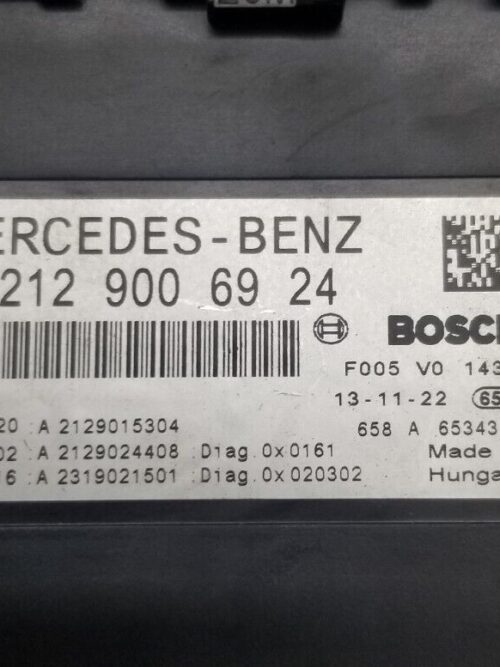 ERCEDES-BENZ
212 900 69 24
BOSCH
F005 V0 143
13-11-22 65
20 :A 2129015304
658 A 65343
02 :A 2129024408 :Diag.0x0161
Made
16 :A 2319021501 :Diag.0x020302
Hunga